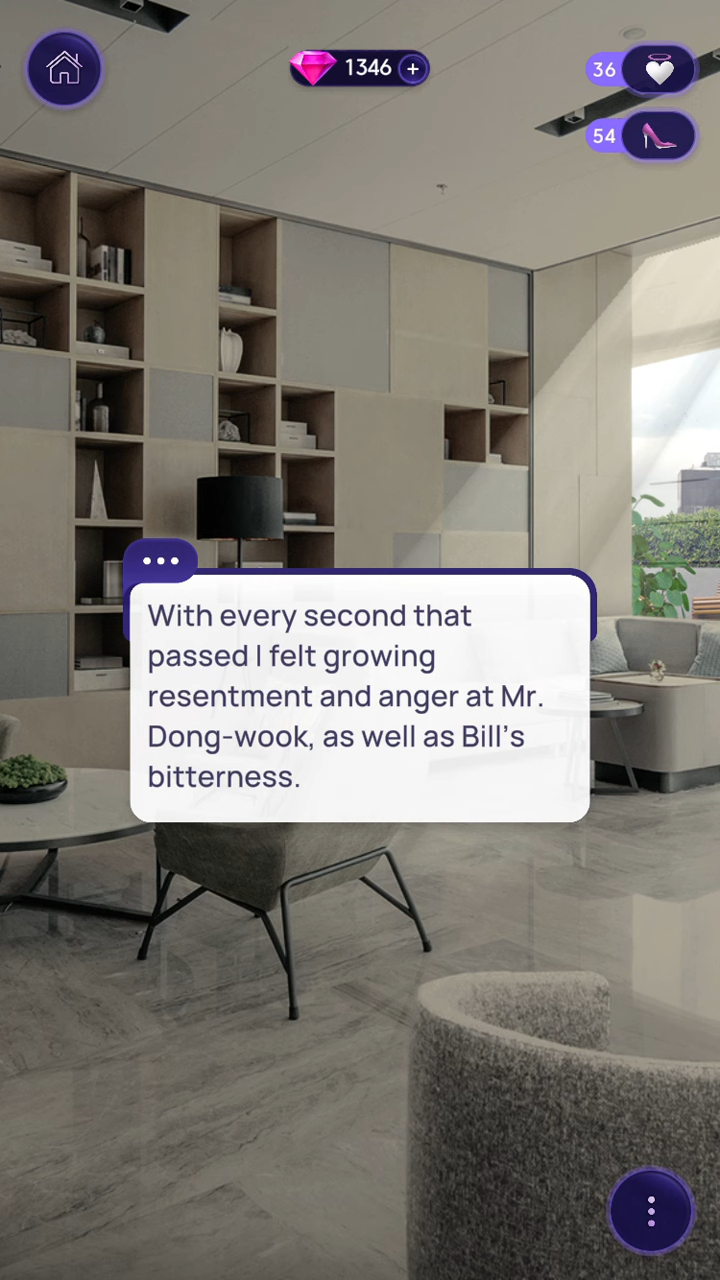 1346
+
36
54
With every second that
passed I felt growing
resentment and anger at Mr.
Dong-wook, as well as Bill's
bitterness.